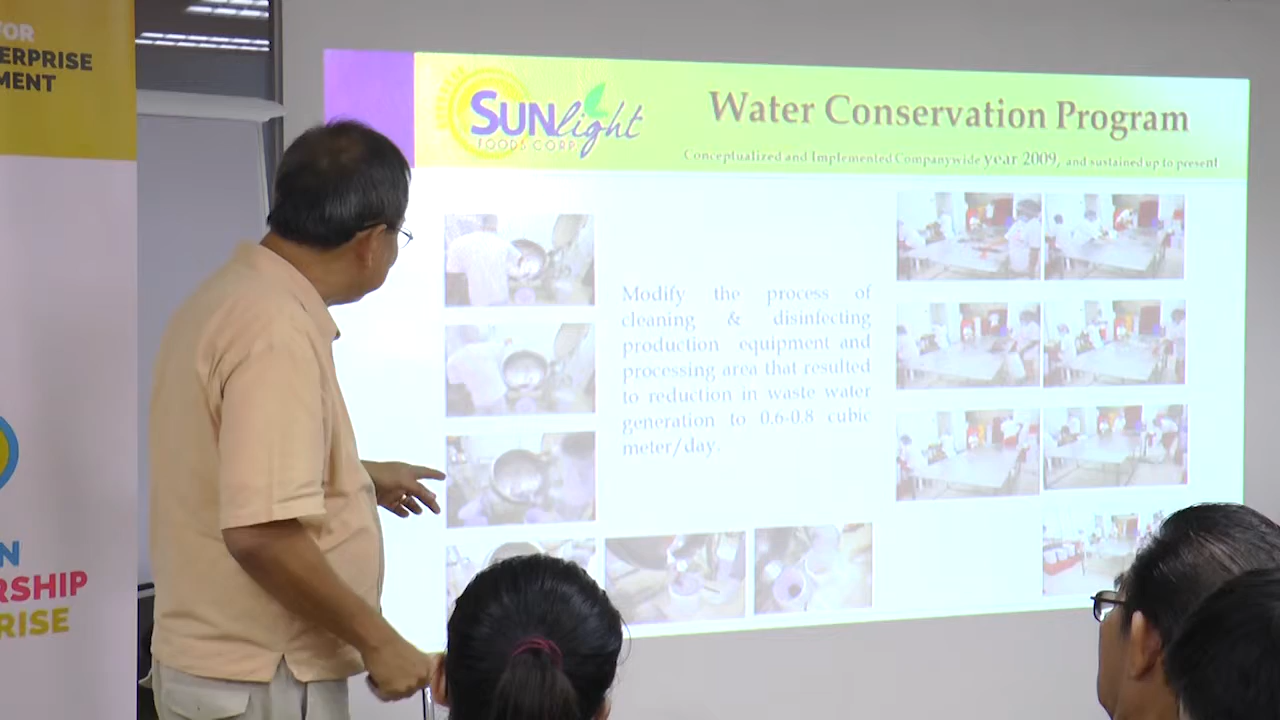 FOR
ERPRISE
MENT
N
RSHIP
RISE
SUNlight
FOODS CORP.
Water Conservation Program
Conceptualized and Implemented Companywide year 2009, and sustained up to present
Modify the process of
cleaning & disinfecting
production equipment and
processing area that resulted
to reduction in waste water
generation to 0.6-0.8 cubic
meter/day.